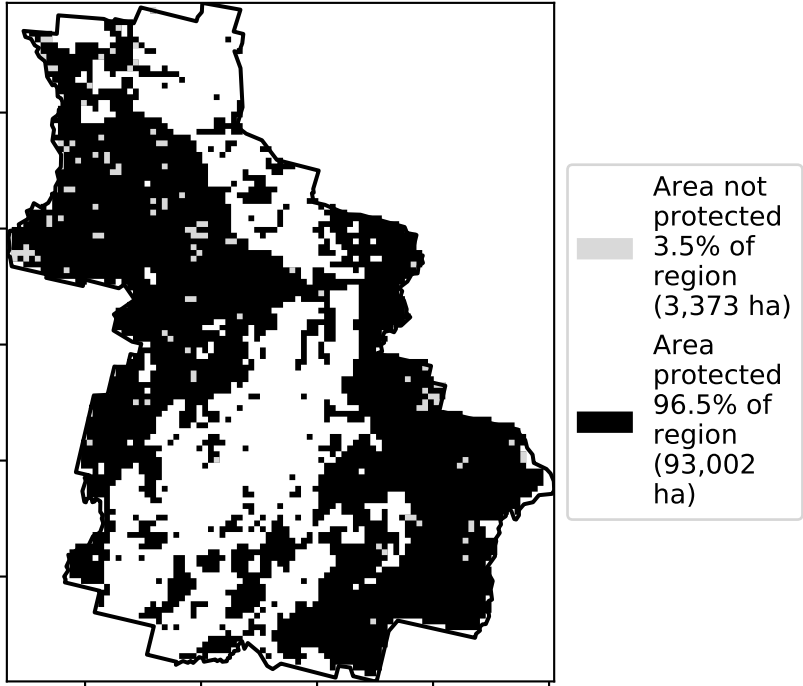 Area not
protected
3.5% of
region
(3,373 ha)
Area
protected
96.5% of
region
(93,002
ha)